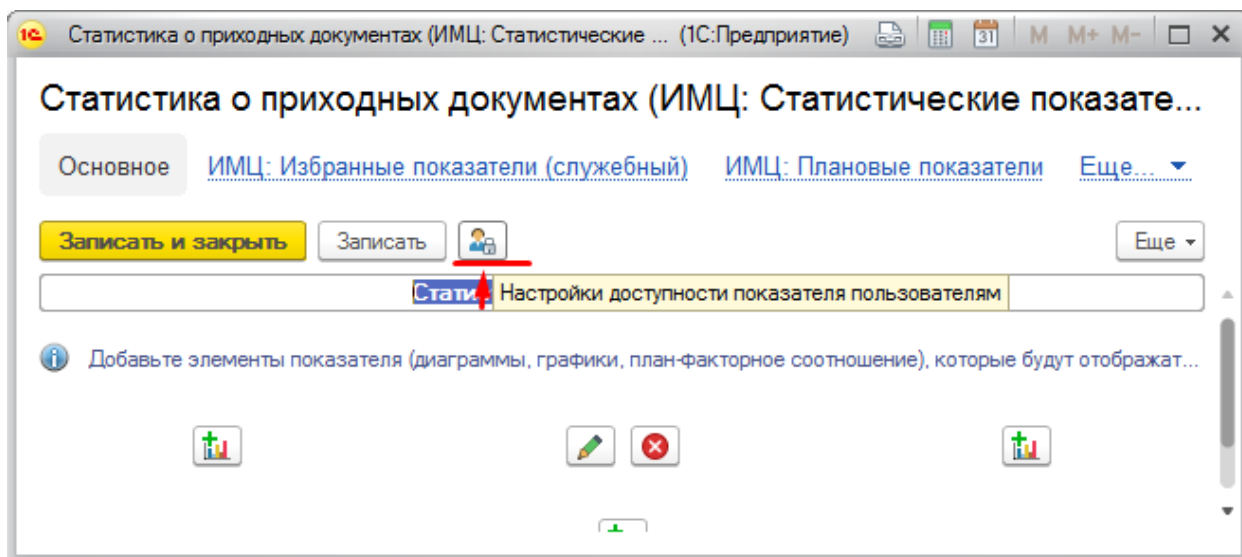 1С Статистика о приходных документах (ИМЦ: Статистические ... (1С:Предприятие) 31 M M+ M-
Статистика о приходных документах (ИМЦ: Статистические показате...
Основное ИМЦ: Избранные показатели (служебный) ИМЦ: Плановые показатели Еще...
Записать и закрыть Записать Еще
Стати Настройки доступности показателя пользователям
Добавьте элементы показателя (диаграммы, графики, план-факторное соотношение), которые будут отображат...